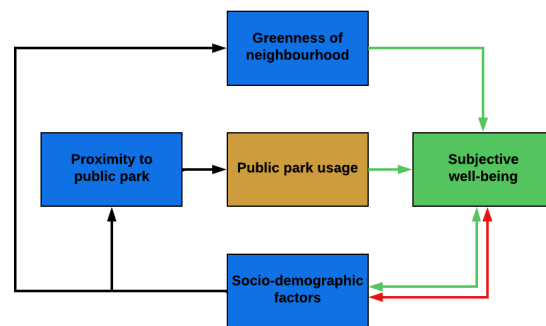 Greenness of
neighbourhood
Proximity to
public park
Public park usage
Subjective
well-being
Socio-demographic
factors